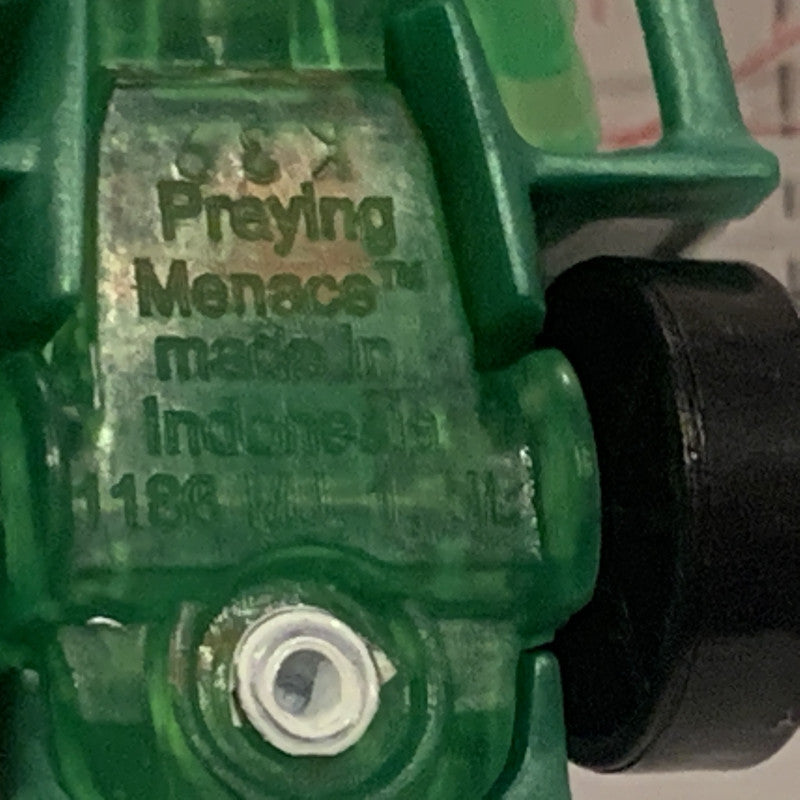 Preying
Menace™
made in
Indonesia
1186